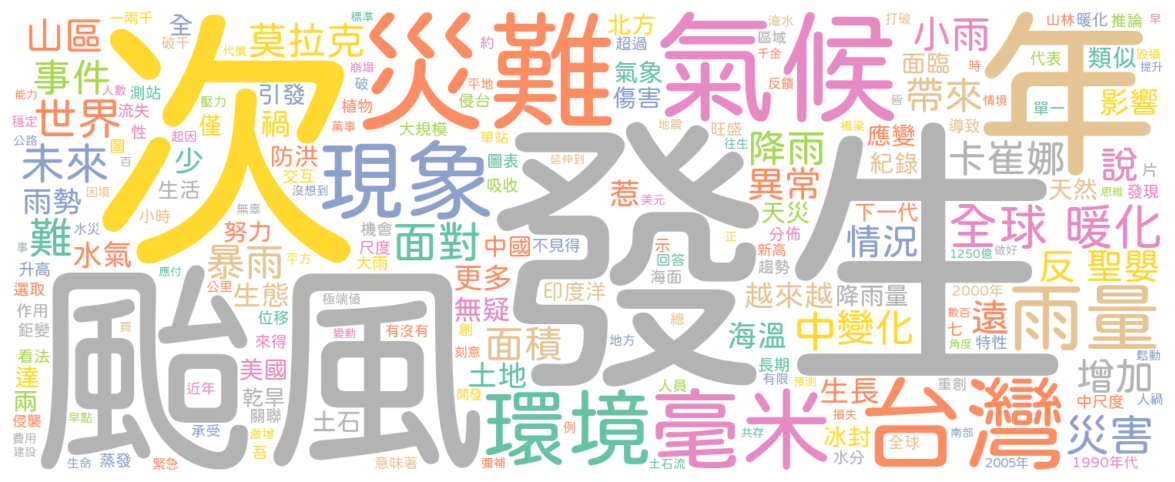 一兩千 標準 山區 全 破千 代價 莫拉克 崩塌 事件 測站 人數 引發
能力 世界 流失 壓力 僅 禍 植物 穩定 性 起因 萬事 公路 圖 百
未來 少 防洪 雨勢 生活 交互 沒想到 困境 小時 無辜
難 水災 水氣 努力 機會 尺度 事 升高 應付 平方 暴雨 大雨
選取 公里 生態 極端值 作用 鉅變 位移 買 變動 有沒有
看法 來得 達 美國 兩 近年 乾旱 早點 關聯 侵襲 承受 激增 土石
費用 吾 建設 生命 蒸發 緊急 意味著 彌補
次 災難 氣候 年
現象 發生
颱風
約 破 平地 侵台 大規模 單站 圖表 吸收 延伸到
面對 中國 不見得 更多 無疑 印度洋 創 刻意 面積 土地 開發
環境 毫米 例 土石流 共存
北方 超過 氣象 傷害 區域 淹水 千金 反饋 打破 小雨 面臨 帶來 皆 情境
地震 旺盛 橋梁 應變 導致 降雨 紀錄 往生 卡崔娜 惹 美元 異常
天災 下一代 分佈 正 情況 示 新高 回答 海面 趨勢
越來越 降雨量 總 地方 海溫 中變化 長期 有限 預測 人員 生長 重創
損失 冰封 水分 台灣 全球 南部
山林 暖化 推論 早 毀損 代表 類似 時 提升 單一 影響
說 片 天然 思維 發現 全球 暖化 1250億 做好 反 聖嬰
2000年 數百 七 遠 角度 特性 雨量 鬆動 增加 中尺度 人禍
災害 2005年 1990年代